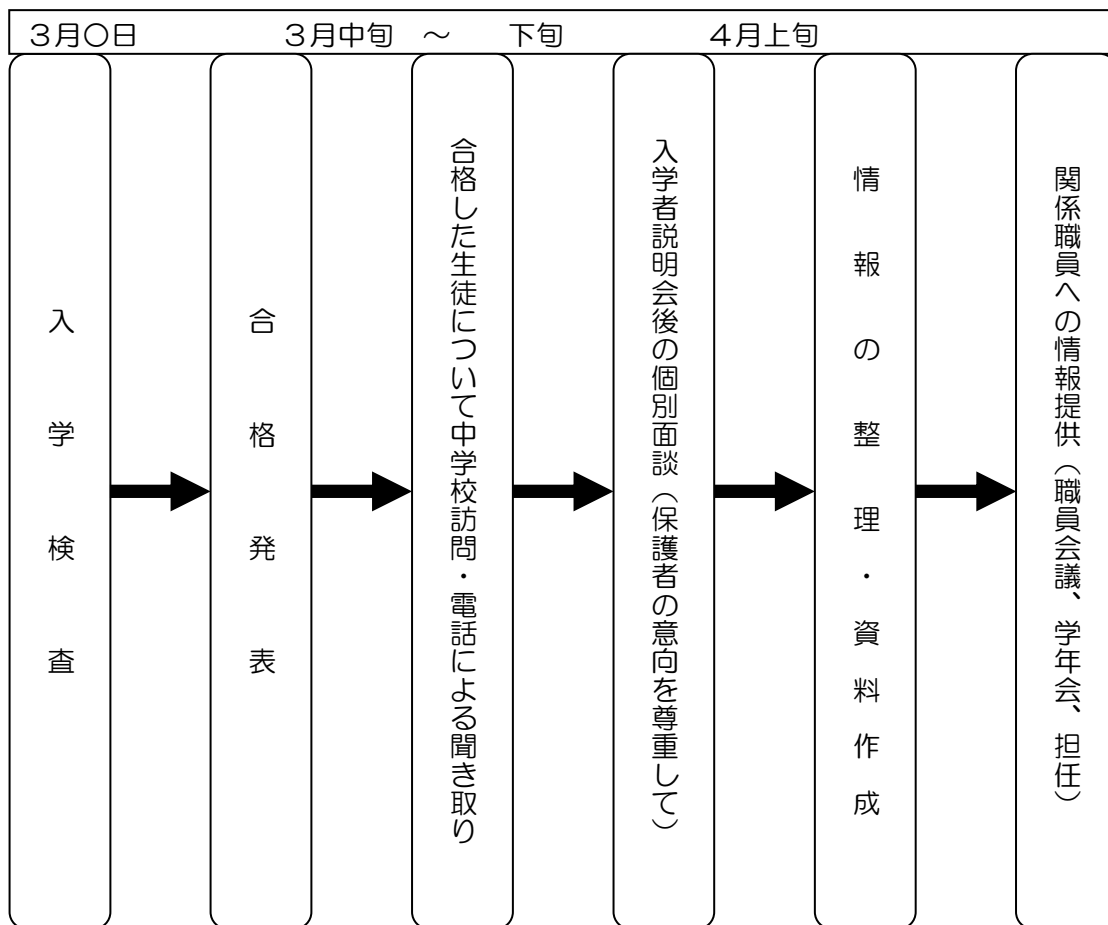 ３月〇日　３月中旬　～　下旬　４月上旬
入学検査
合格発表
合格した生徒について中学校訪問・電話による聞き取り
入学者説明会後の個別面談（保護者の意向を尊重して）
情報の整理・資料作成
関係職員への情報提供（職員会議、学年会、担任）